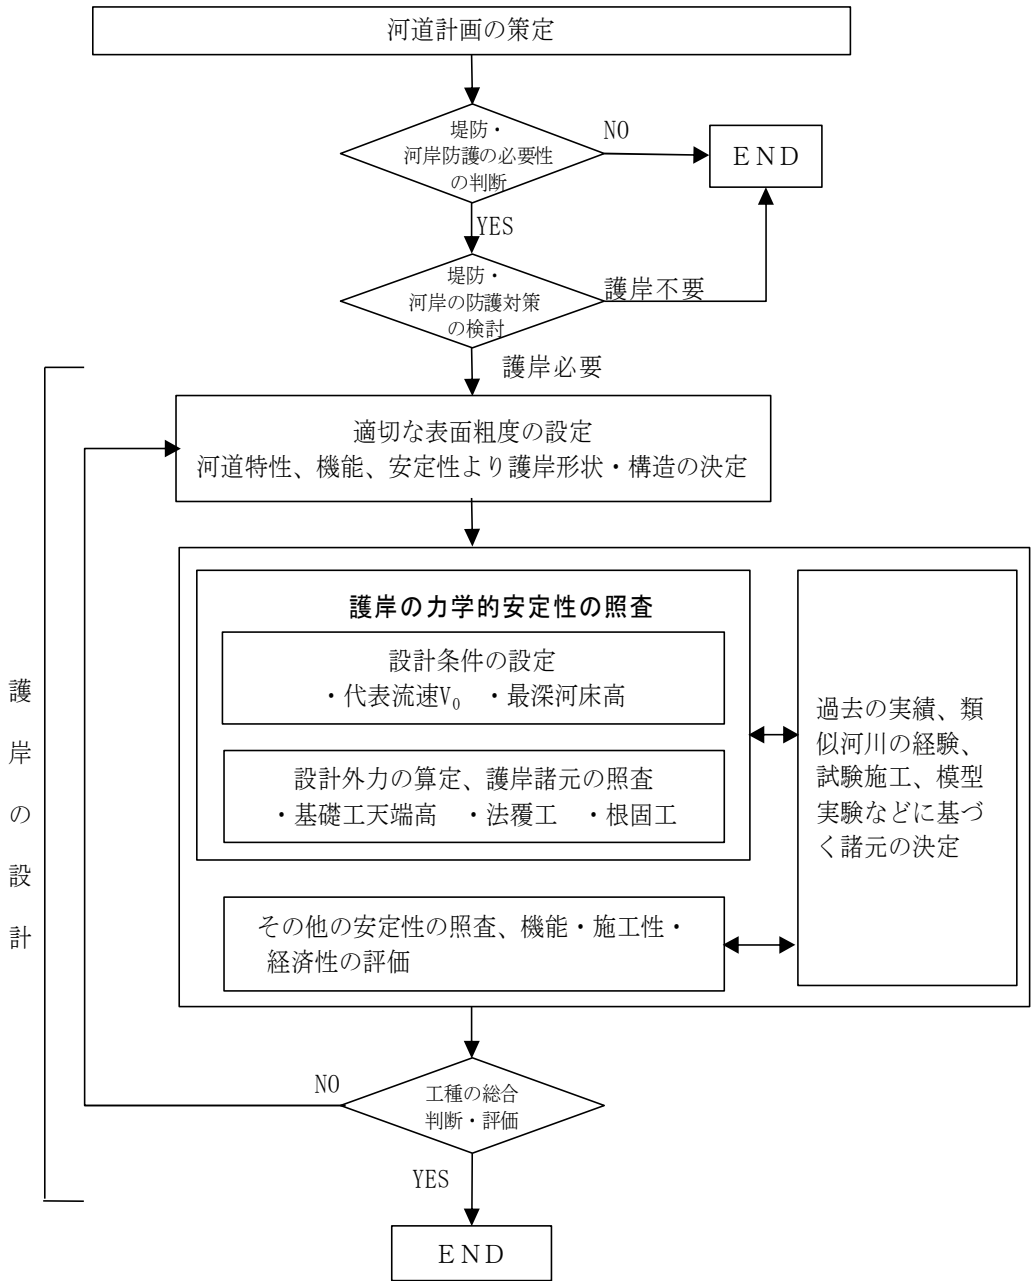 河道計画の策定
堤防・
河岸防護の必要性
の判断
NO
END
YES
堤防・
河岸の防護対策
の検討
護岸不要
護岸必要
適切な表面粗度の設定
河道特性、機能、安定性より護岸形状・構造の決定
護岸の設計
護岸の力学的安定性の照査
設計条件の設定
・代表流速V₀ ・最深河床高
設計外力の算定、護岸諸元の照査
・基礎工天端高 ・法覆工 ・根固工
過去の実績、類
似河川の経験、
試験施工、模型
実験などに基づ
く諸元の決定
その他の安定性の照査、機能・施工性・
経済性の評価
NO
工種の総合
判断・評価
YES
END